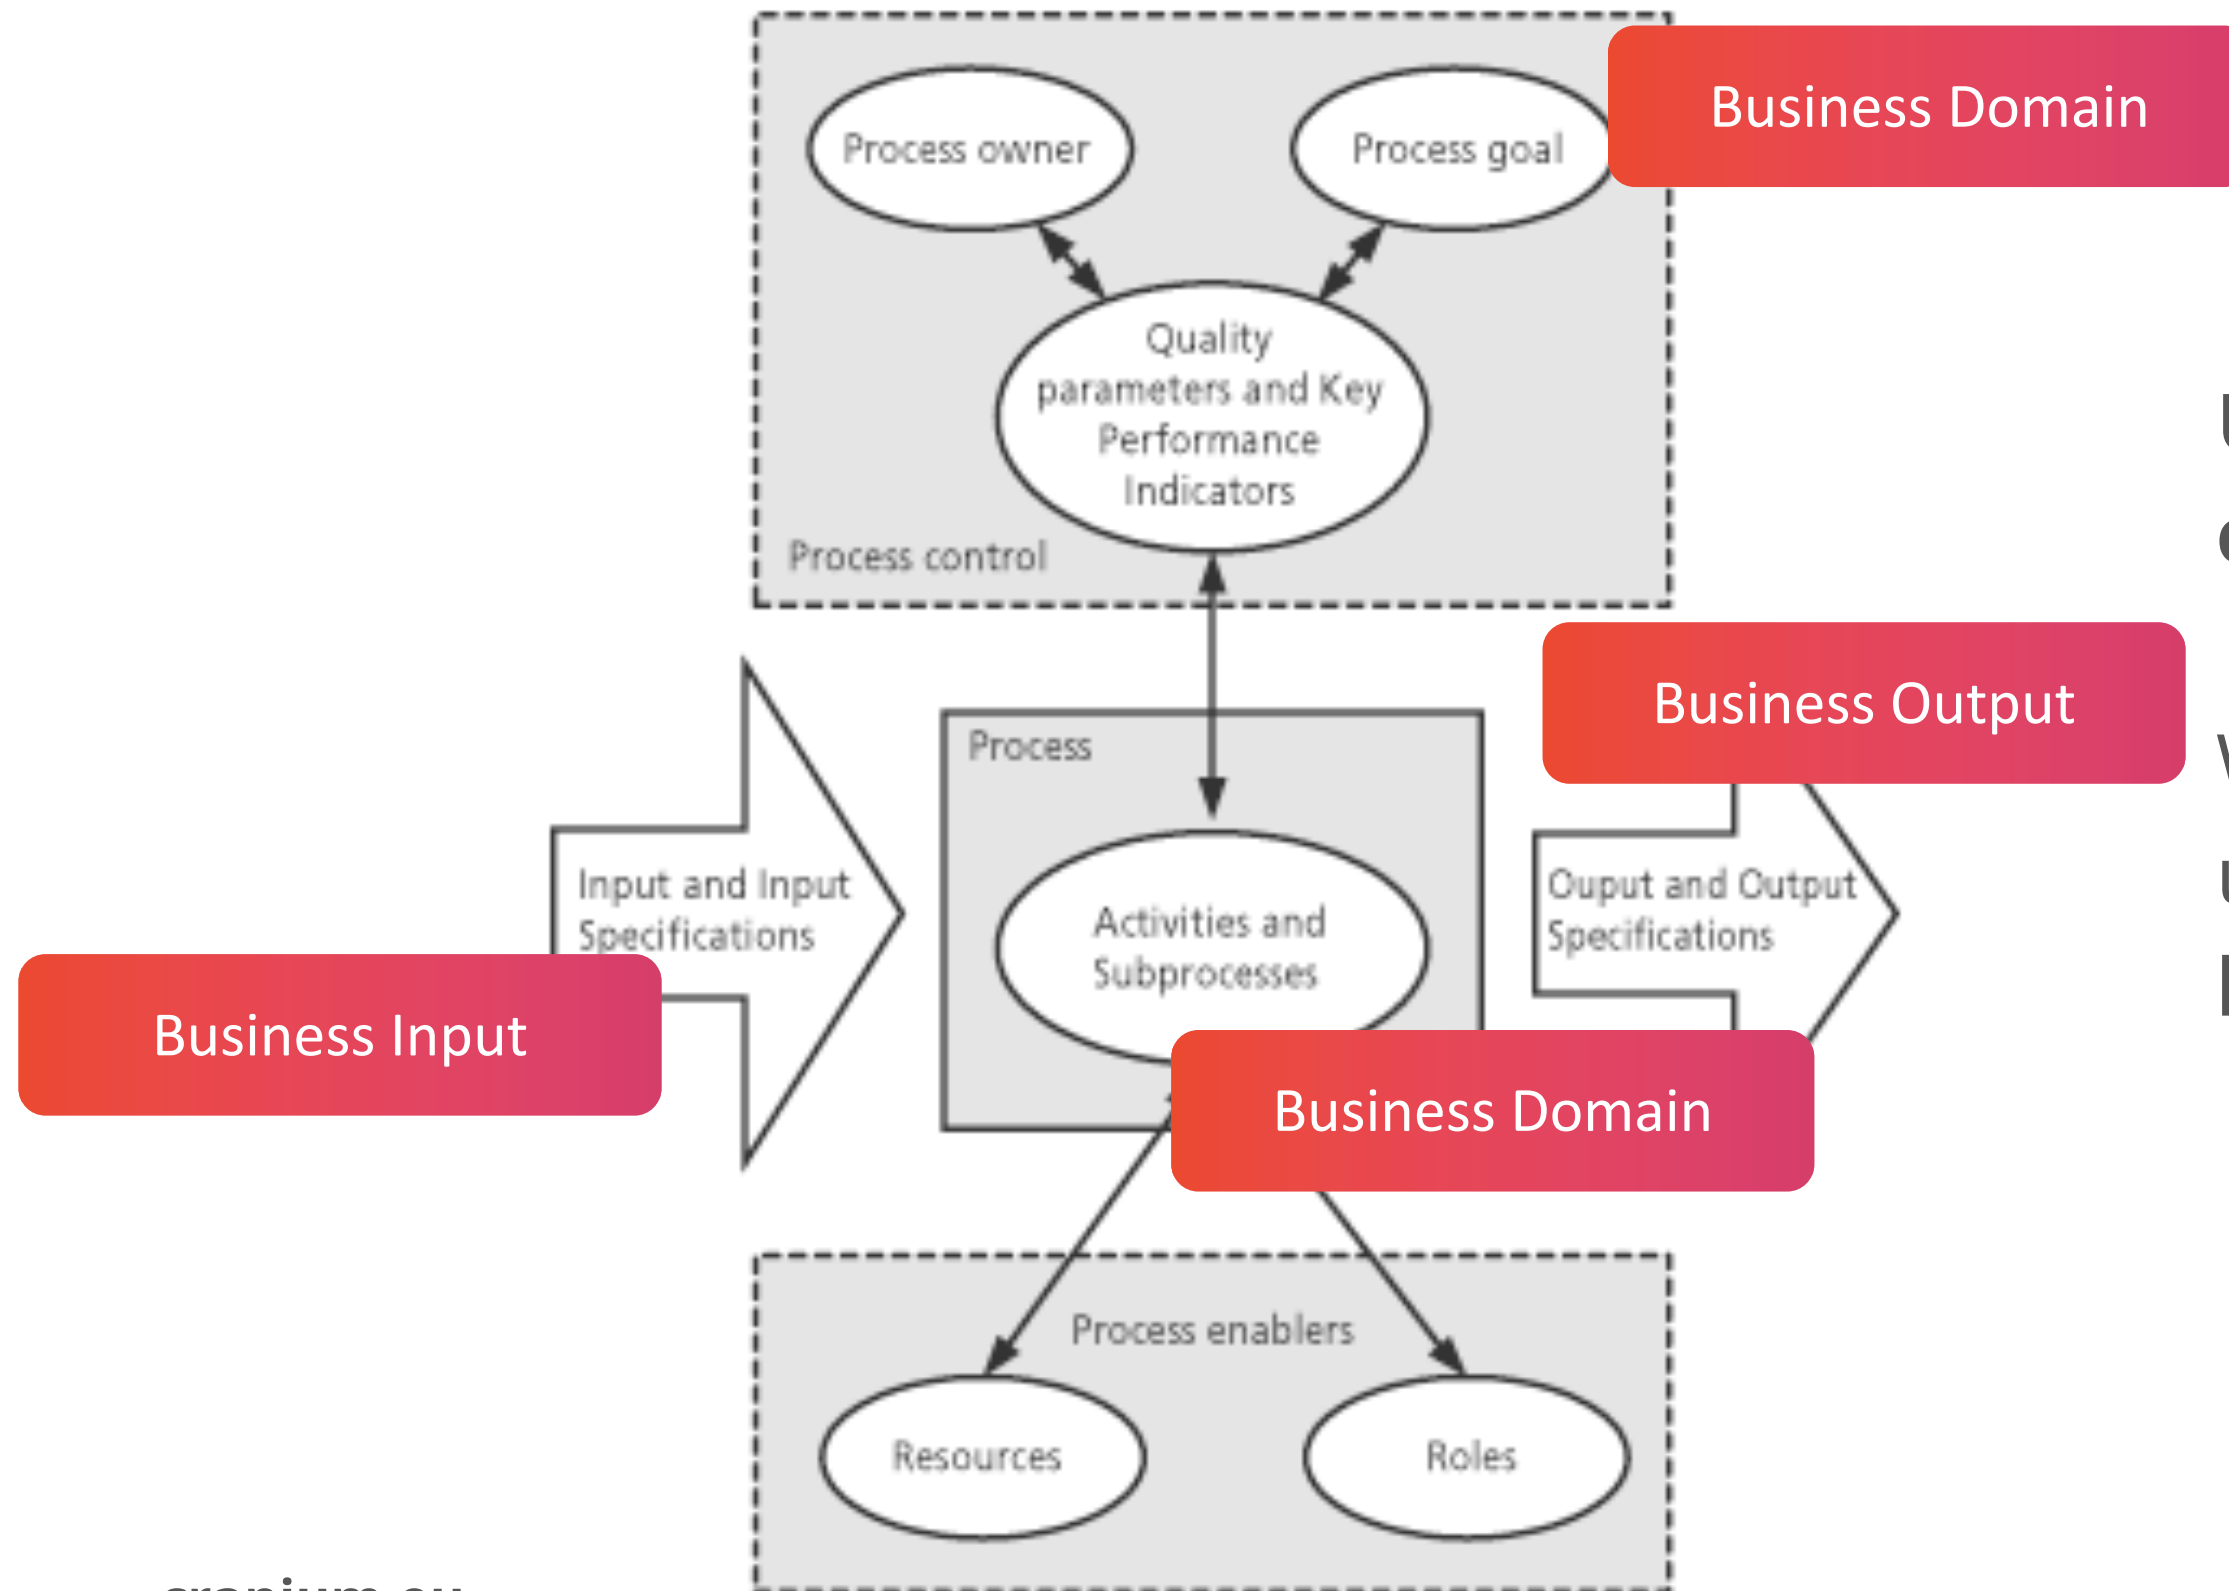 Business Domain
Process owner
Process goal
Quality
parameters and Key
Performance
Indicators
Process control
Business Output
Process
Input and Input
Specifications
Activities and
Subprocesses
Ouput and Output
Specifications
Business Input
Business Domain
Process enablers
Resources
Roles